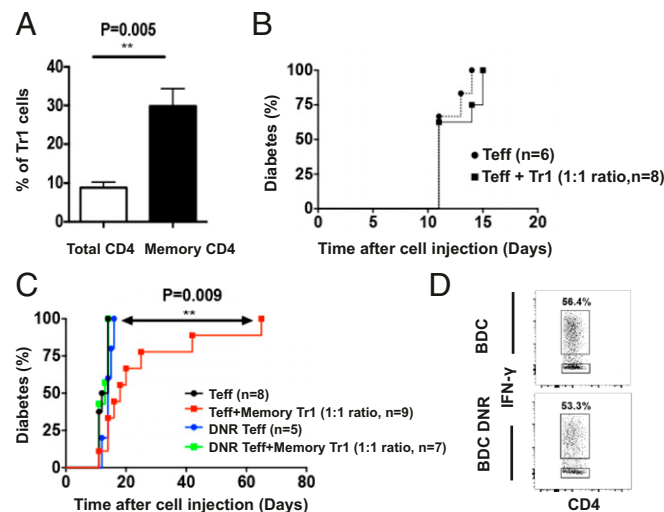 A
P=0.005
**
% of Tr1 cells
40
30
20
10
0
Total CD4 Memory CD4
B
Diabetes (%)
100
75
50
25
0
0 5 10 15 20
Teff (n=6)
Teff + Tr1 (1:1 ratio,n=8)
Time after cell injection (Days)
C
P=0.009
**
Diabetes (%)
100
75
50
25
0
0 20 40 60 80
Teff (n=8)
Teff+Memory Tr1 (1:1 ratio, n=9)
DNR Teff (n=5)
DNR Teff+Memory Tr1 (1:1 ratio, n=7)
Time after cell injection (Days)
D
BDC
56.4%
IFN-γ
BDC DNR
53.3%
CD4